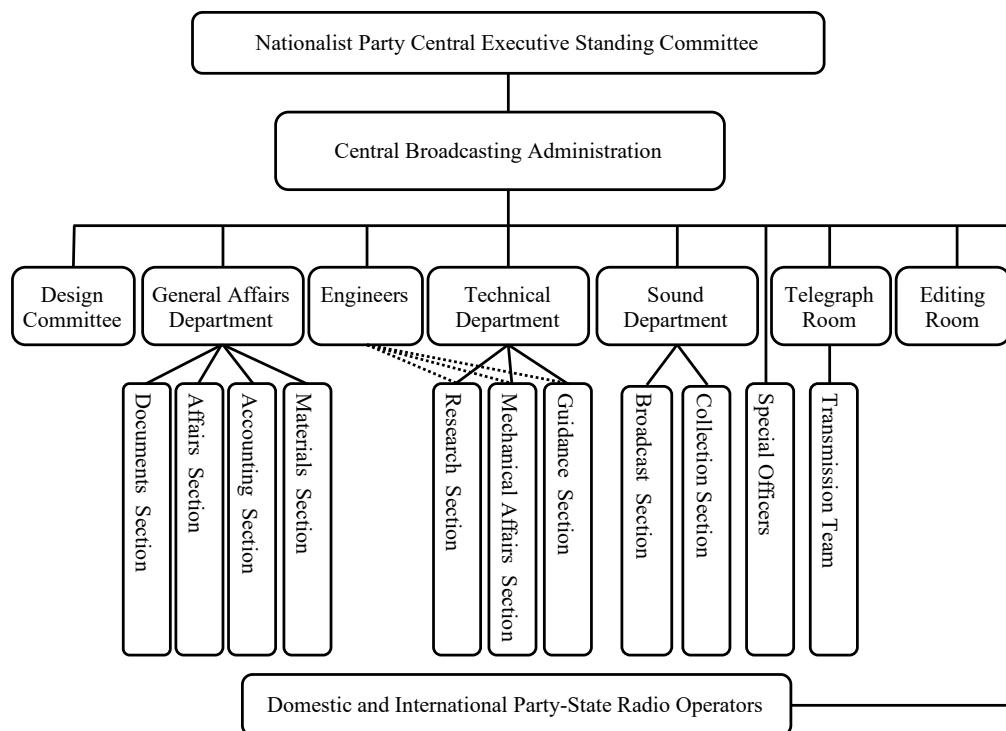 Nationalist Party Central Executive Standing Committee
Central Broadcasting Administration
Design
Committee
General Affairs
Department
Engineers
Technical
Department
Sound
Department
Telegraph
Room
Editing
Room
Documents Section
Affairs Section
Accounting Section
Materials Section
Research Section
Mechanical Affairs Section
Guidance Section
Broadcast Section
Collection Section
Special Officers
Transmission Team
Domestic and International Party-State Radio Operators